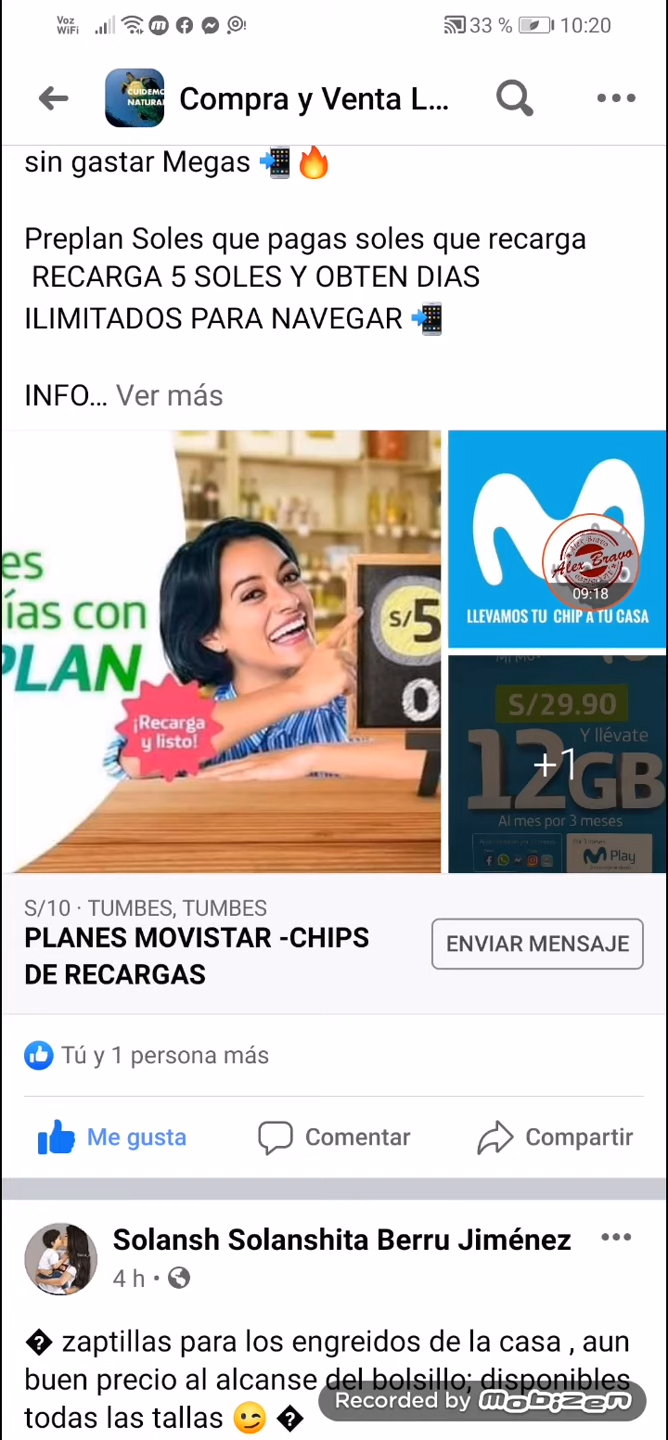 Voz
WiFi
33 %
10:20
CUIDEMO
NATURA
Compra y Venta L...
sin gastar Megas 📲🔥
Preplan Soles que pagas soles que recarga
RECARGA 5 SOLES Y OBTEN DIAS
ILIMITADOS PARA NAVEGAR 📲
INFO... Ver más
es
ías con
PLAN
¡Recarga
y listo!
S/5
0
Alex Bravo
Alex Bravo
09:18
LLEVAMOS TU CHIP A TU CASA
S/29.90
Y llévate
12GB
+1
Al mes por 3 meses
Play
S/10 · TUMBES, TUMBES
PLANES MOVISTAR -CHIPS
DE RECARGAS
ENVIAR MENSAJE
Tú y 1 persona más
Me gusta
Comentar
Compartir
Solansh Solanshita Berru Jiménez
4 h
� zaptillas para los engreidos de la casa , aun
buen precio al alcanse del bolsillo; disponibles
todas las tallas 😉 �
Recorded by mobizen